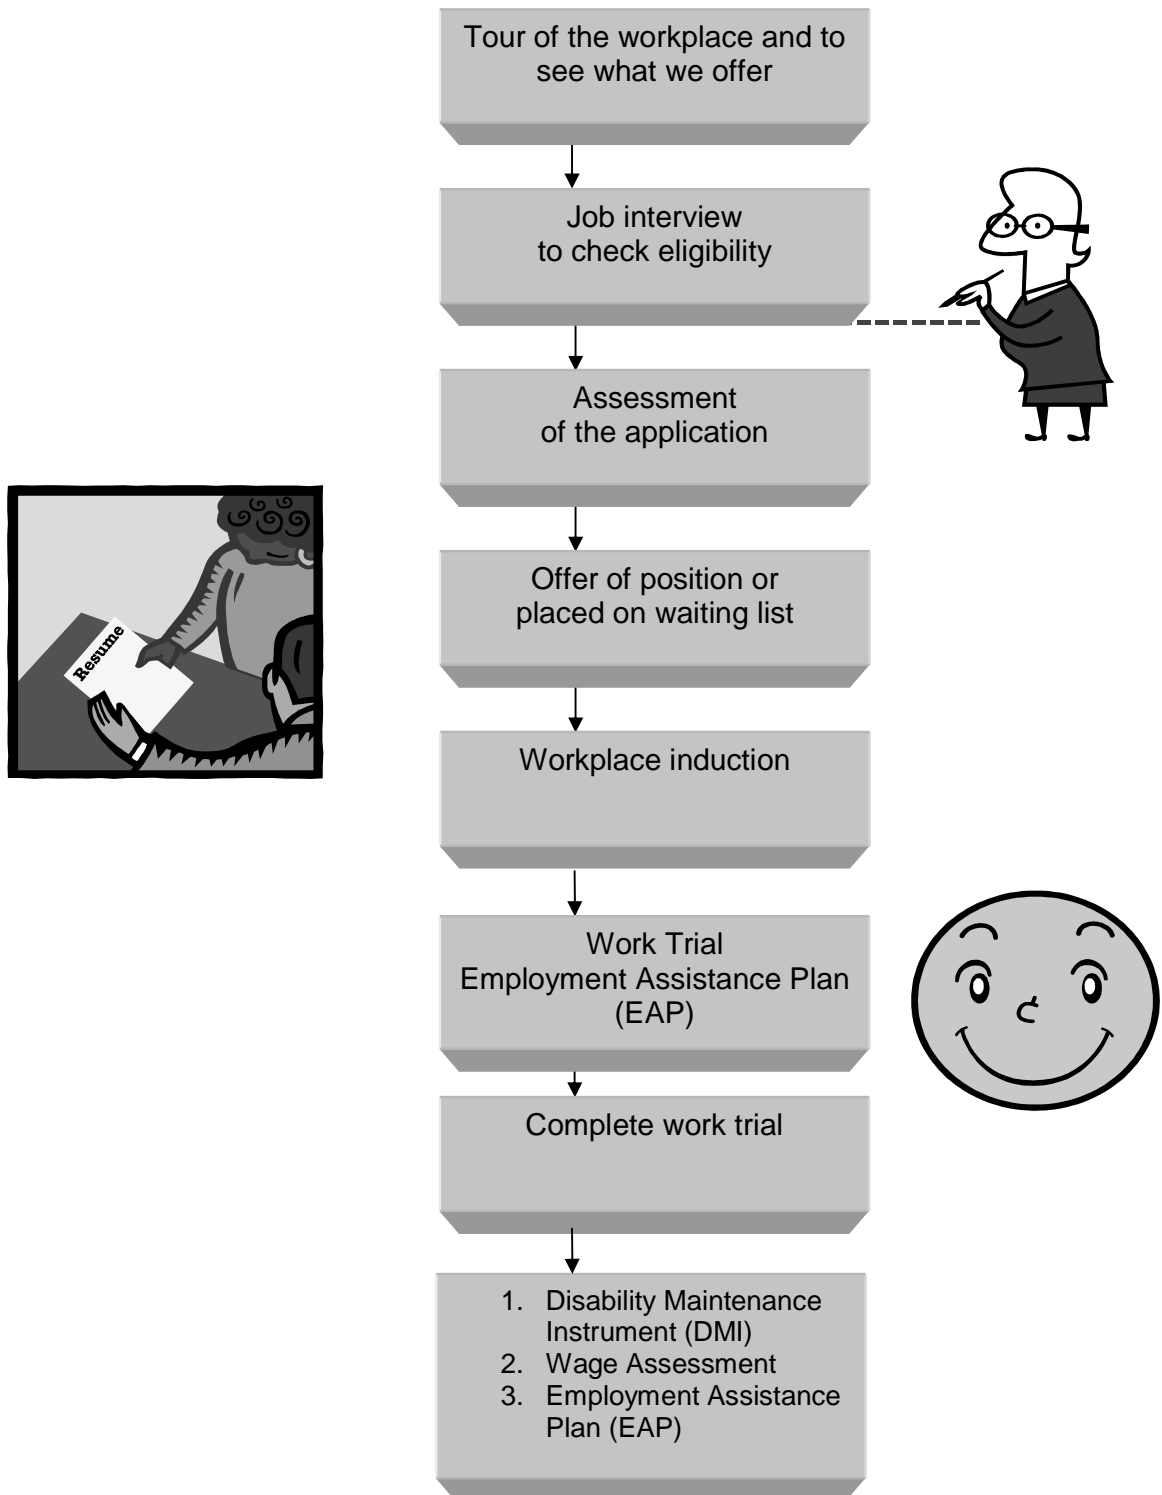 Tour of the workplace and to
see what we offer
Job interview
to check eligibility
Assessment
of the application
Resume
Offer of position or
placed on waiting list
Workplace induction
Work Trial
Employment Assistance Plan
(EAP)
Complete work trial
1. Disability Maintenance
Instrument (DMI)
2. Wage Assessment
3. Employment Assistance
Plan (EAP)